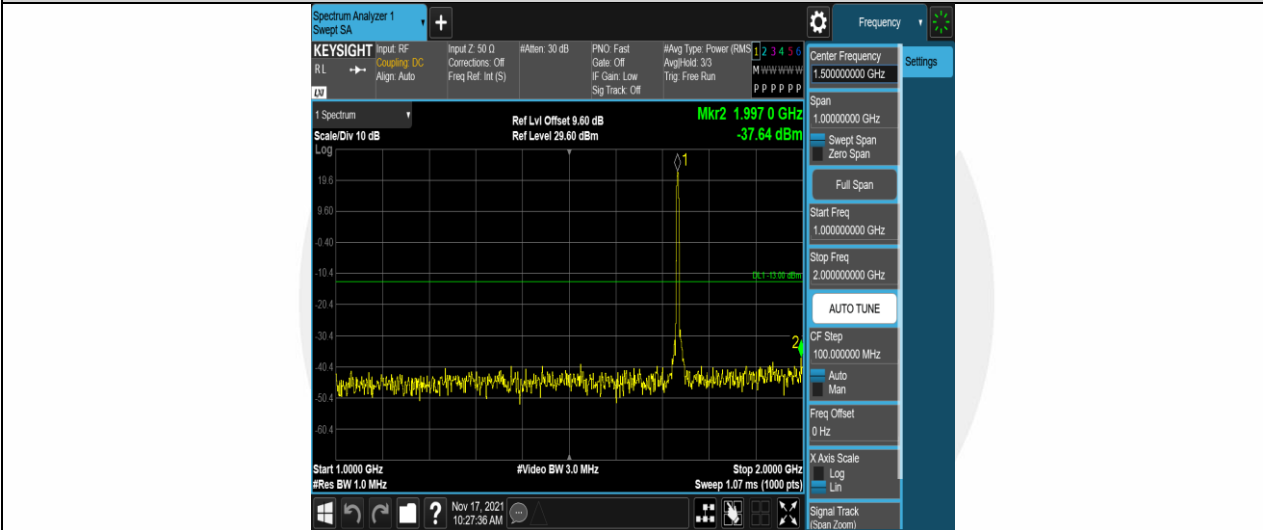 Spectrum Analyzer 1
Swept SA
Frequency
KEYSIGHT
RL
LXI
Input: RF
Coupling: DC
Align: Auto
Input Z: 50 Ω
Corrections: Off
Freq Ref: Int (S)
#Atten: 30 dB
PNO: Fast
Gate: Off
IF Gain: Low
Sig Track: Off
#Avg Type: Power (RMS
Avg|Hold: 3/3
Trig: Free Run
1 2 3 4 5 6
M W W W W W
P P P P P P
1 Spectrum
Scale/Div 10 dB
Ref Lvl Offset 9.60 dB
Ref Level 29.60 dBm
Mkr2 1.997 0 GHz
-37.64 dBm
Log
19.6
9.60
-0.40
-10.4
-20.4
-30.4
-40.4
-50.4
-60.4
1
DL1 -13.00 dBm
2
Start 1.0000 GHz
#Res BW 1.0 MHz
#Video BW 3.0 MHz
Stop 2.0000 GHz
Sweep 1.07 ms (1000 pts)
Nov 17, 2021
10:27:36 AM
Center Frequency
1.500000000 GHz
Span
1.00000000 GHz
Swept Span
Zero Span
Full Span
Start Freq
1.000000000 GHz
Stop Freq
2.000000000 GHz
AUTO TUNE
CF Step
100.000000 MHz
Auto
Man
Freq Offset
0 Hz
X Axis Scale
Log
Lin
Signal Track
(Span Zoom)
Settings